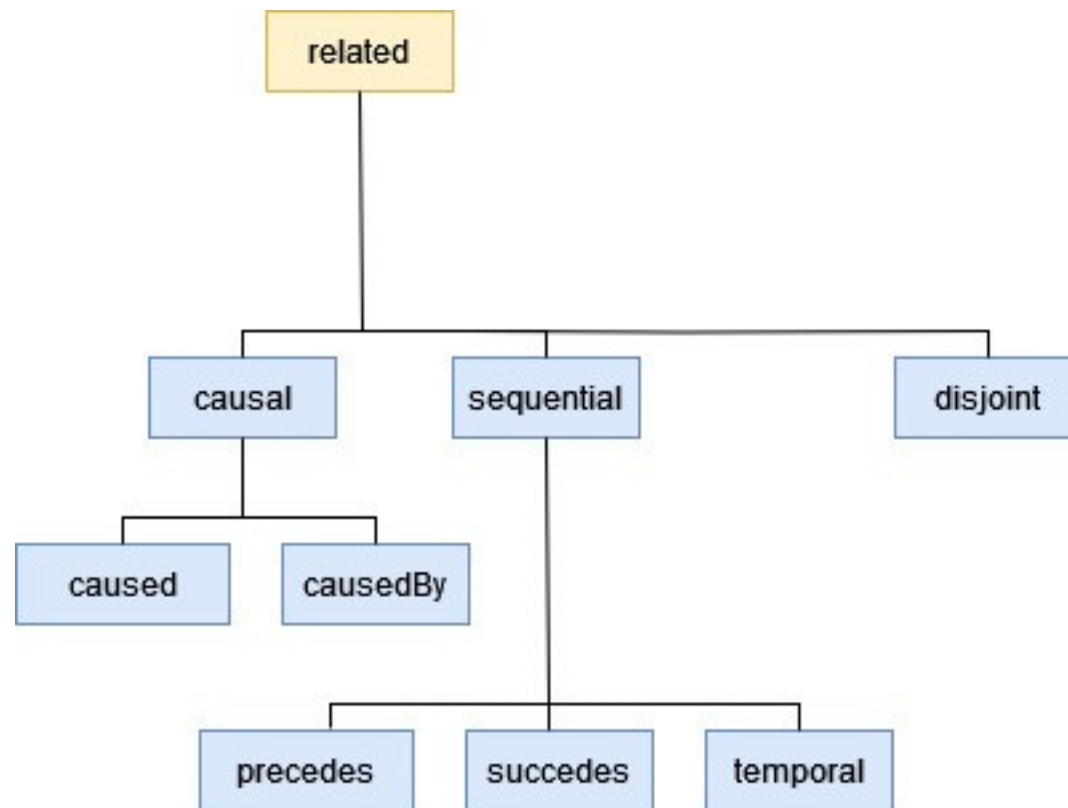 related
causal
sequential
disjoint
caused
causedBy
precedes
succedes
temporal